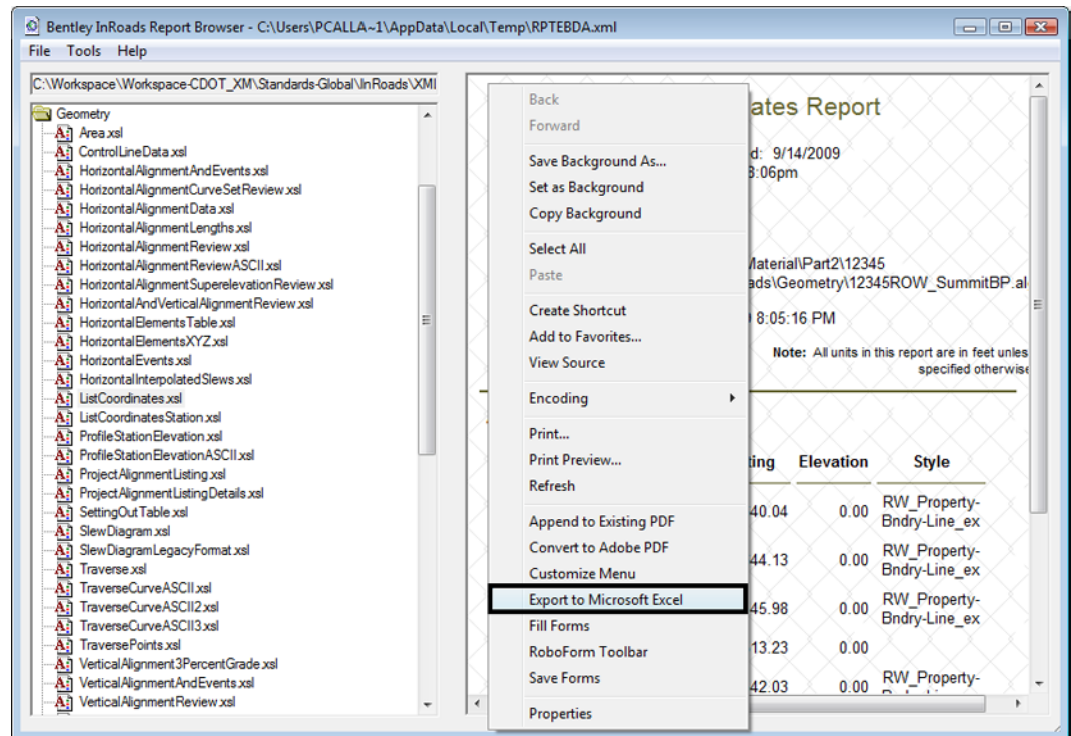 Bentley InRoads Report Browser - C:\Users\PCALLA~1\AppData\Local\Temp\RPTEBDA.xml
File Tools Help
C:\Workspace\Workspace-CDOT_XM\Standards-Global\InRoads\XMl
Geometry
Area.xsl
ControlLineData.xsl
HorizontalAlignmentAndEvents.xsl
HorizontalAlignmentCurveSetReview.xsl
HorizontalAlignmentData.xsl
HorizontalAlignmentLengths.xsl
HorizontalAlignmentReview.xsl
HorizontalAlignmentReviewASCII.xsl
HorizontalAlignmentSuperelevationReview.xsl
HorizontalAndVerticalAlignmentReview.xsl
HorizontalElementsTable.xsl
HorizontalElementsXYZ.xsl
HorizontalEvents.xsl
HorizontalInterpolatedSlews.xsl
ListCoordinates.xsl
ListCoordinatesStation.xsl
ProfileStationElevation.xsl
ProfileStationElevationASCII.xsl
ProjectAlignmentListing.xsl
ProjectAlignmentListingDetails.xsl
SettingOutTable.xsl
SlewDiagram.xsl
SlewDiagramLegacyFormat.xsl
Traverse.xsl
TraverseCurveASCII.xsl
TraverseCurveASCII2.xsl
TraverseCurveASCII3.xsl
TraversePoints.xsl
VerticalAlignment3PercentGrade.xsl
VerticalAlignmentAndEvents.xsl
VerticalAlignmentReview.xsl
Back
Forward
Save Background As...
Set as Background
Copy Background
Select All
Paste
Create Shortcut
Add to Favorites...
View Source
Encoding
Print...
Print Preview...
Refresh
Append to Existing PDF
Convert to Adobe PDF
Customize Menu
Export to Microsoft Excel
Fill Forms
RoboForm Toolbar
Save Forms
Properties
ates Report
d: 9/14/2009
3:06pm
Material\Part2\12345
ads\Geometry\12345ROW_SummitBP.al
8:05:16 PM
Note: All units in this report are in feet unles
specified otherwise
ting Elevation Style
40.04 0.00 RW_Property-
Bndry-Line_ex
44.13 0.00 RW_Property-
Bndry-Line_ex
45.98 0.00 RW_Property-
Bndry-Line_ex
13.23 0.00
42.03 0.00 RW_Property-